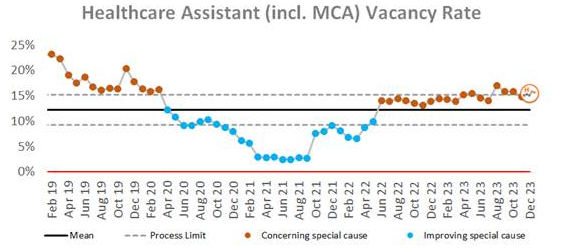 Healthcare Assistant (incl. MCA) Vacancy Rate
25%
20%
15%
10%
5%
0%
Feb 19 Apr 19 Jun 19 Aug 19 Oct 19 Dec 19 Feb 20 Apr 20 Jun 20 Aug 20 Oct 20 Dec 20 Feb 21 Apr 21 Jun 21 Aug 21 Oct 21 Dec 21 Feb 22 Apr 22 Jun 22 Aug 22 Oct 22 Dec 22 Feb 23 Apr 23 Jun 23 Aug 23 Oct 23 Dec 23
Mean Process Limit Concerning special cause Improving special cause